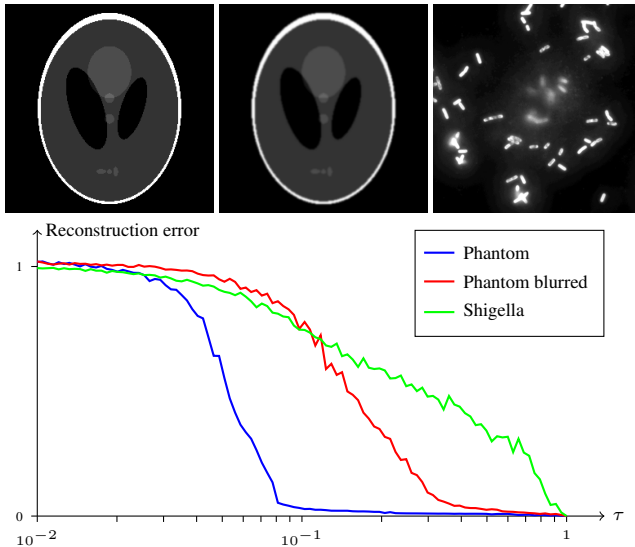 Reconstruction error
1
Phantom
Phantom blurred
Shigella
0
τ
10⁻²
10⁻¹
1